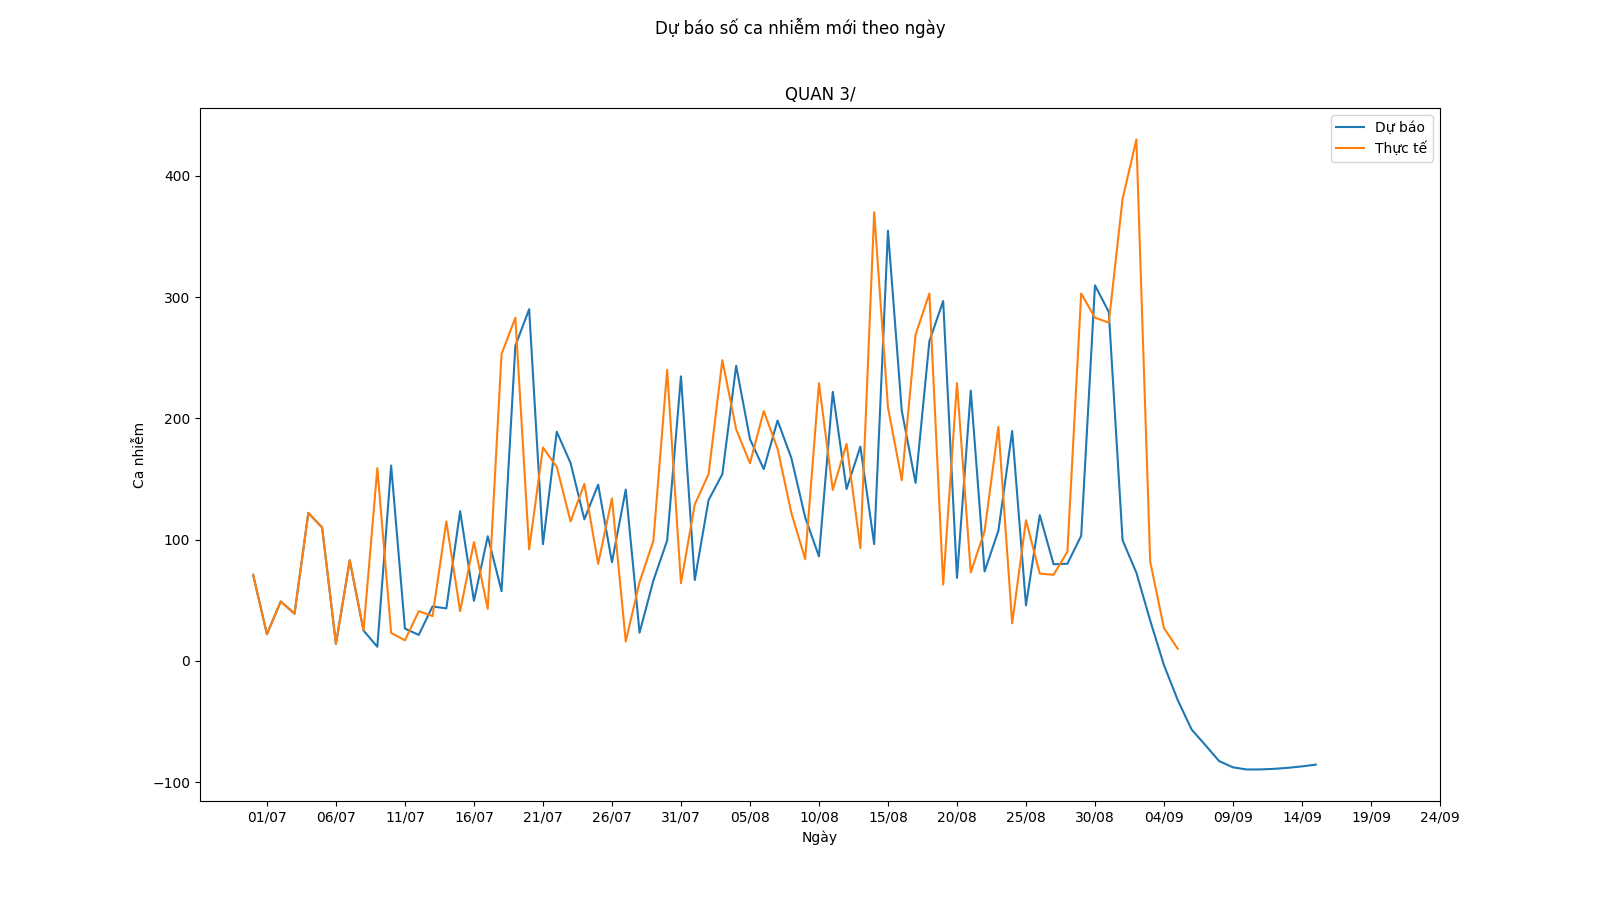 Dự báo số ca nhiễm mới theo ngày
QUAN 3/
Dự báo
Thực tế
Ca nhiễm
400
300
200
100
0
−100
01/07 06/07 11/07 16/07 21/07 26/07 31/07 05/08 10/08 15/08 20/08 25/08 30/08 04/09 09/09 14/09 19/09 24/09
Ngày